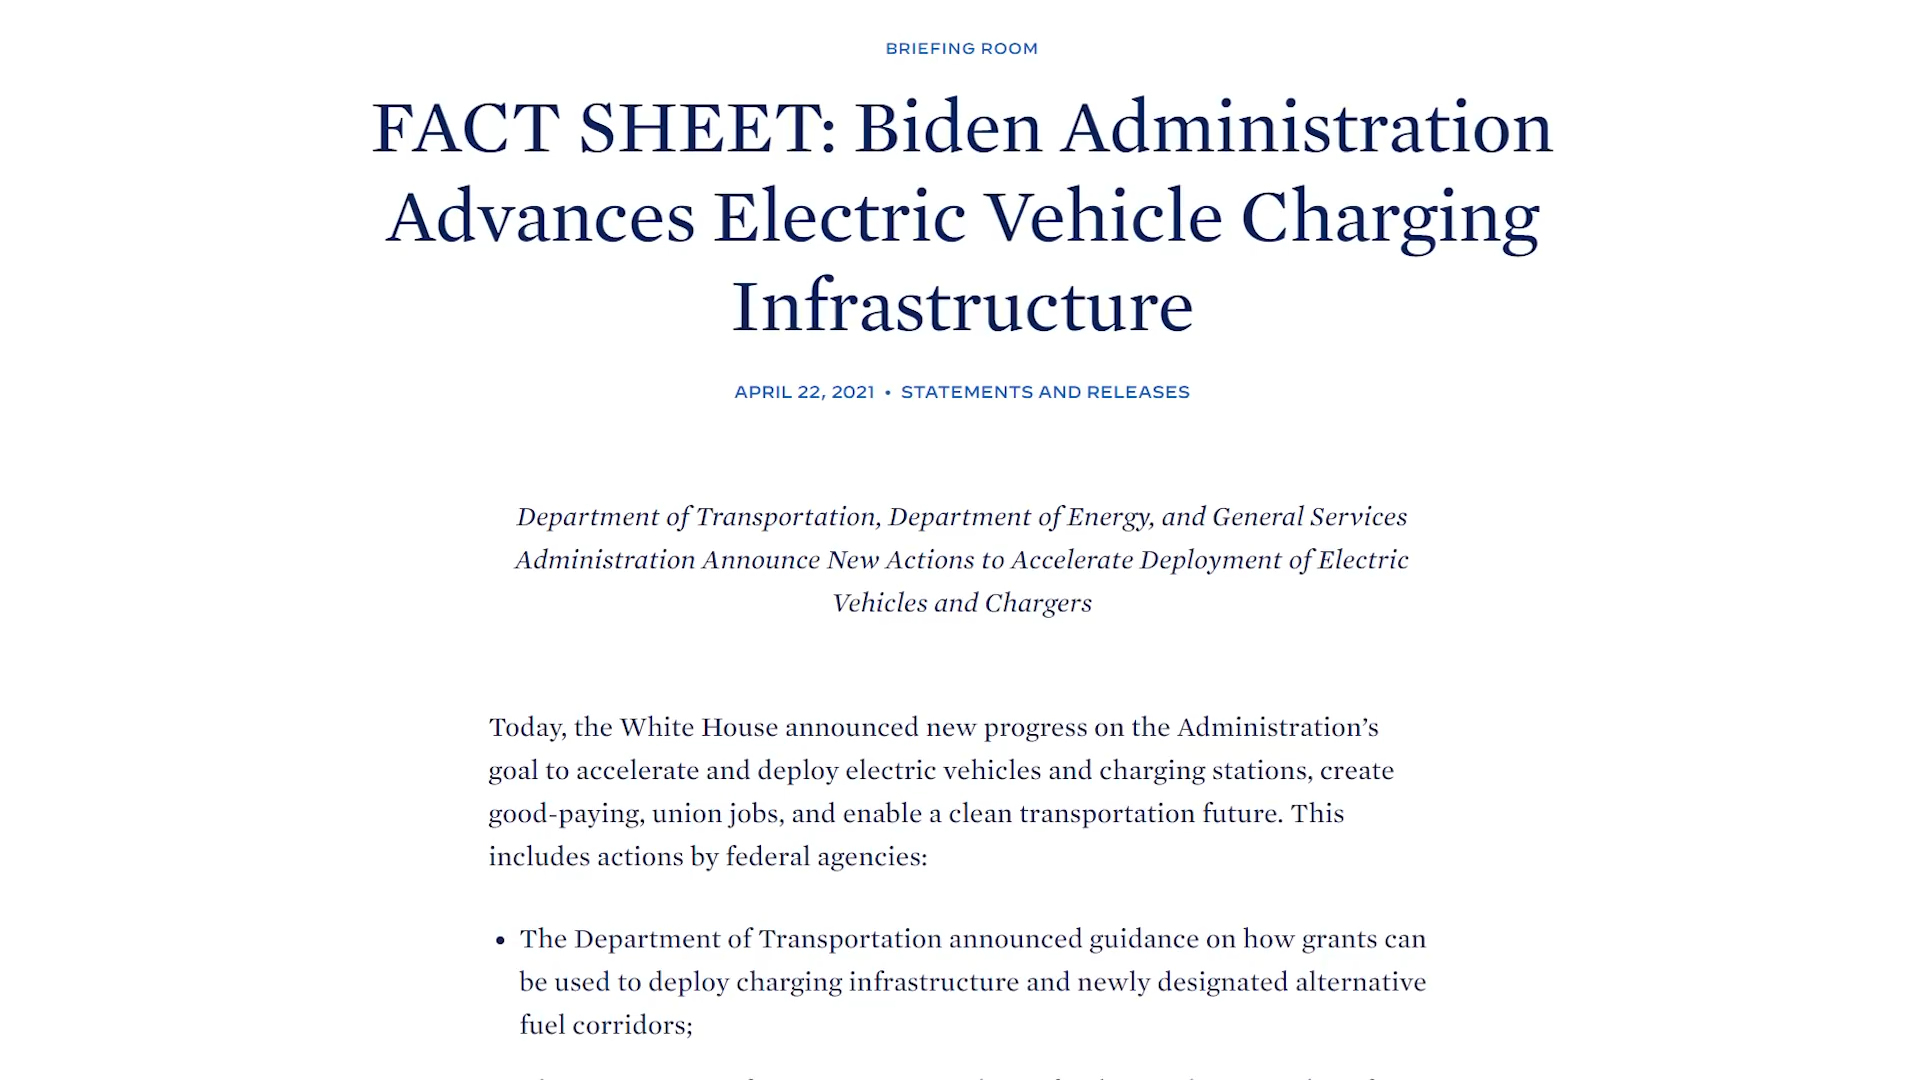 BRIEFING ROOM
FACT SHEET: Biden Administration
Advances Electric Vehicle Charging
Infrastructure
APRIL 22, 2021 • STATEMENTS AND RELEASES
Department of Transportation, Department of Energy, and General Services
Administration Announce New Actions to Accelerate Deployment of Electric
Vehicles and Chargers
Today, the White House announced new progress on the Administration’s
goal to accelerate and deploy electric vehicles and charging stations, create
good-paying, union jobs, and enable a clean transportation future. This
includes actions by federal agencies:
• The Department of Transportation announced guidance on how grants can
be used to deploy charging infrastructure and newly designated alternative
fuel corridors;